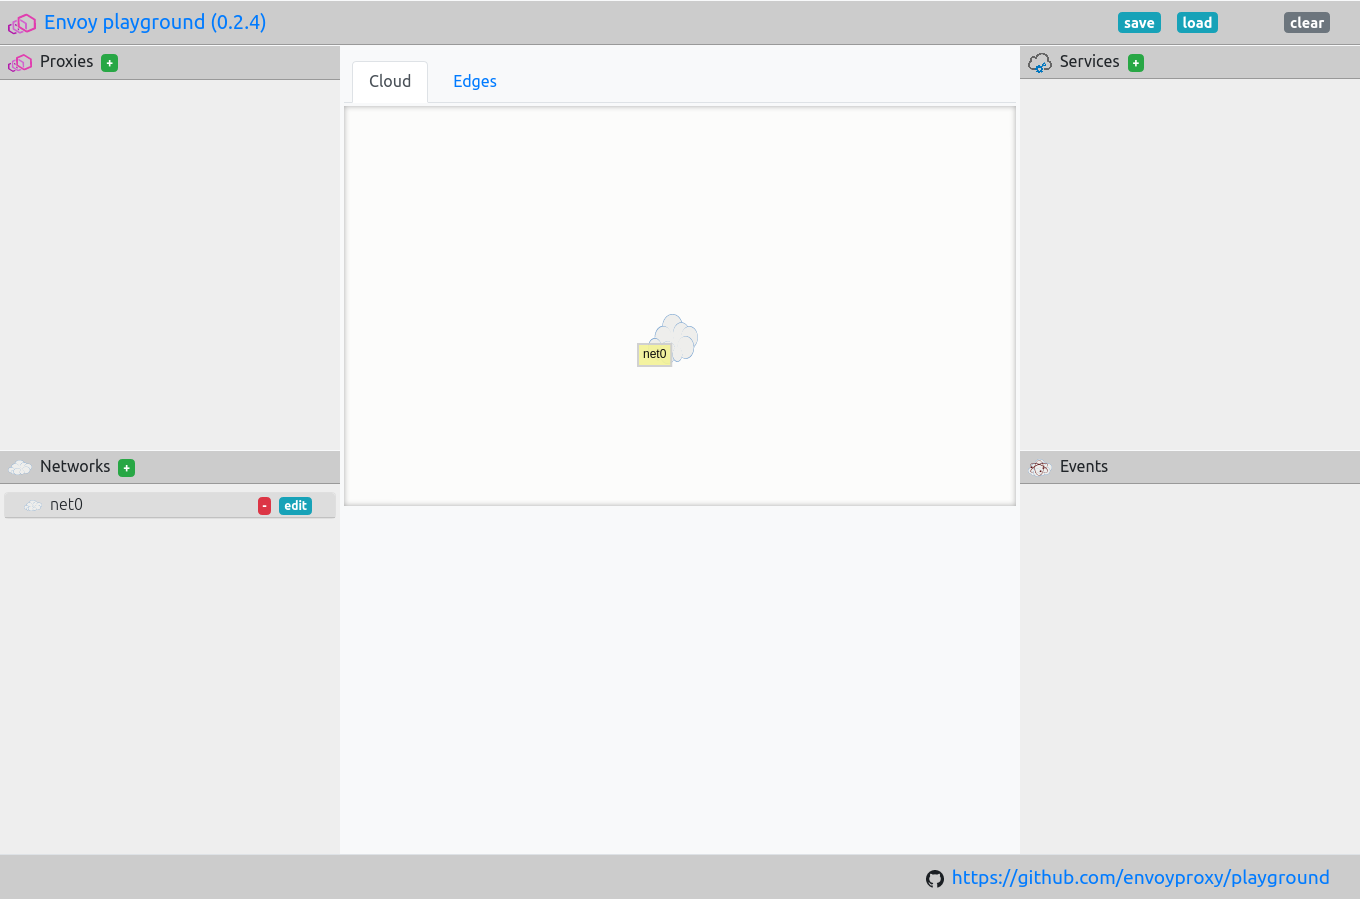 Envoy playground (0.2.4)
save load clear
Proxies +
Cloud Edges
Services +
net0
Networks +
net0 - edit
Events
https://github.com/envoyproxy/playground